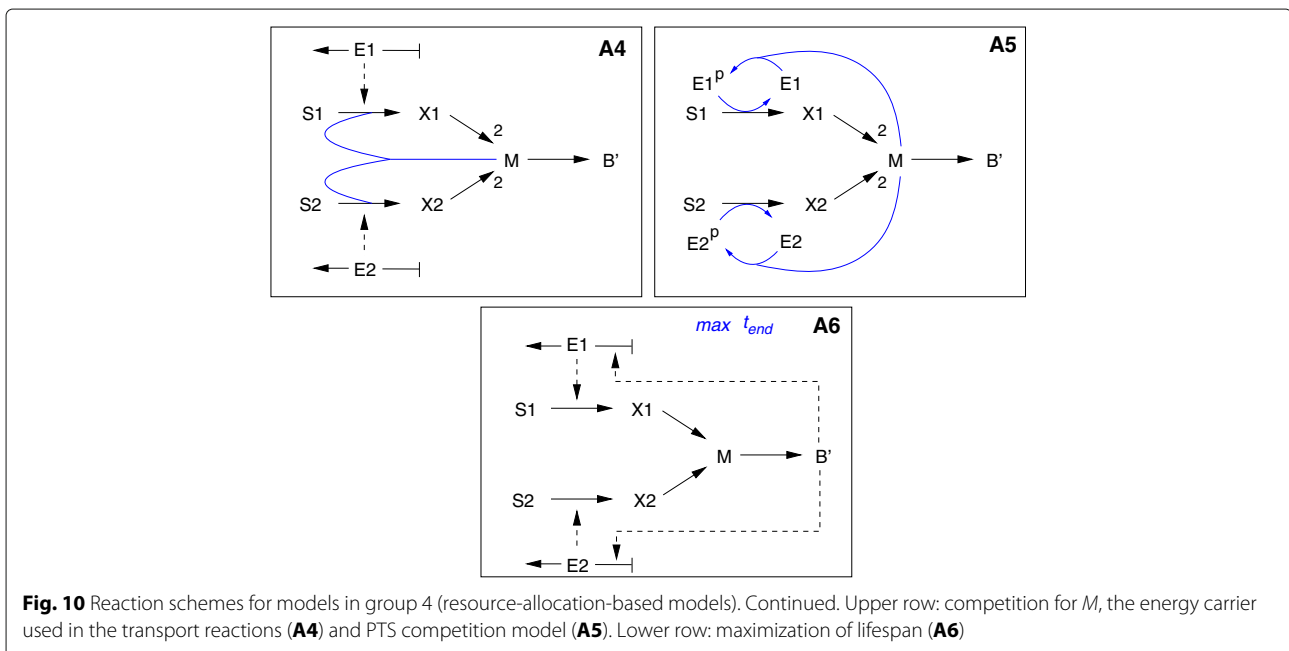 E1 A4
S1 X1
2
M B'
2
S2 X2
E2
A5
E1p E1
S1 X1
2
M B'
2
S2 X2
E2p E2
max tend A6
E1
S1 X1
M B'
S2 X2
E2
Fig. 10 Reaction schemes for models in group 4 (resource-allocation-based models). Continued. Upper row: competition for M, the energy carrier
used in the transport reactions (A4) and PTS competition model (A5). Lower row: maximization of lifespan (A6)